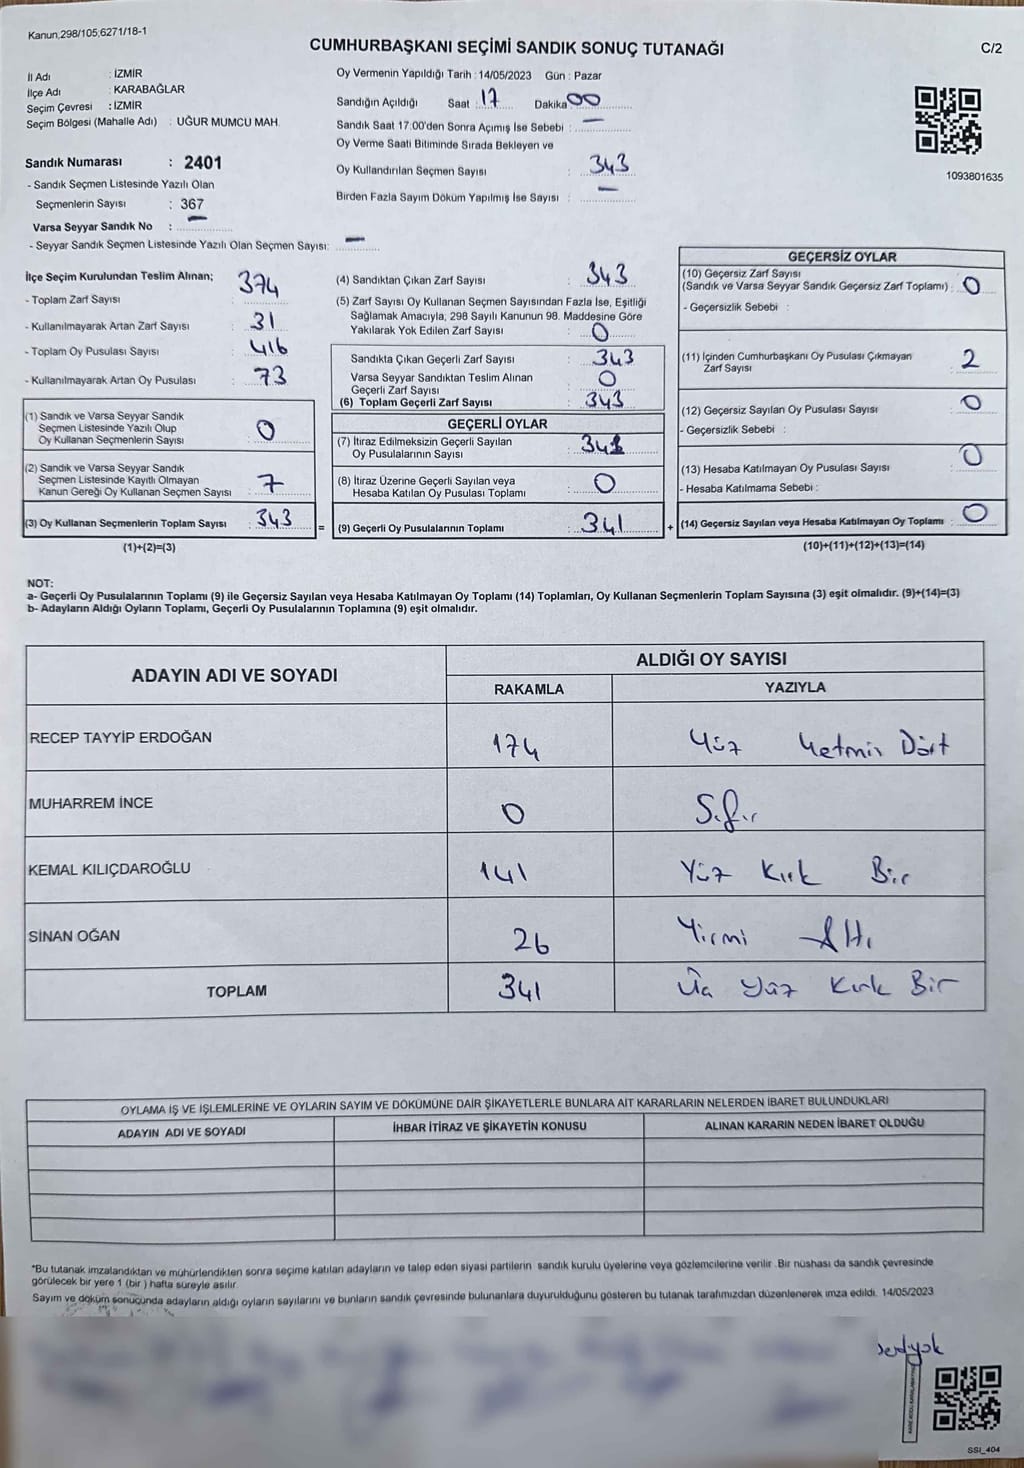 Kanun,298/105;6271/18-1
CUMHURBAŞKANI SEÇİMİ SANDIK SONUÇ TUTANAĞI
C/2
İl Adı : İZMİR
İlçe Adı : KARABAĞLAR
Seçim Çevresi : İZMİR
Seçim Bölgesi (Mahalle Adı) : UĞUR MUMCU MAH.
Sandık Numarası : 2401
- Sandık Seçmen Listesinde Yazılı Olan
Seçmenlerin Sayısı : 367
Varsa Seyyar Sandık No : —
- Seyyar Sandık Seçmen Listesinde Yazılı Olan Seçmen Sayısı: —
Oy Vermenin Yapıldığı Tarih : 14/05/2023 Gün : Pazar
Sandığın Açıldığı Saat : 17 Dakika 00
Sandık Saat 17:00'den Sonra Açımış İse Sebebi : —
Oy Verme Saati Bitiminde Sırada Bekleyen ve
Oy Kullandırılan Seçmen Sayısı : 343
Birden Fazla Sayım Döküm Yapılmış İse Sayısı : —
1093801635
İlçe Seçim Kurulundan Teslim Alınan;
- Toplam Zarf Sayısı : 374
- Kullanılmayarak Artan Zarf Sayısı : 31
- Toplam Oy Pusulası Sayısı : 416
- Kullanılmayarak Artan Oy Pusulası : 73
(1) Sandık ve Varsa Seyyar Sandık
Seçmen Listesinde Yazılı Olup
Oy Kullanan Seçmenlerin Sayısı : 0
(2) Sandık ve Varsa Seyyar Sandık
Seçmen Listesinde Kayıtlı Olmayan
Kanun Gereği Oy Kullanan Seçmen Sayısı : 7
(3) Oy Kullanan Seçmenlerin Toplam Sayısı : 343
(1)+(2)=(3)
(4) Sandıktan Çıkan Zarf Sayısı : 343
(5) Zarf Sayısı Oy Kullanan Seçmen Sayısından Fazla İse, Eşitliği
Sağlamak Amacıyla, 298 Sayılı Kanunun 98. Maddesine Göre
Yakılarak Yok Edilen Zarf Sayısı : 0
Sandıkta Çıkan Geçerli Zarf Sayısı : 343
Varsa Seyyar Sandıktan Teslim Alınan
Geçerli Zarf Sayısı : 0
(6) Toplam Geçerli Zarf Sayısı : 343
GEÇERLİ OYLAR
(7) İtiraz Edilmeksizin Geçerli Sayılan
Oy Pusulalarının Sayısı : 341
(8) İtiraz Üzerine Geçerli Sayılan veya
Hesaba Katılan Oy Pusulası Toplamı : 0
= (9) Geçerli Oy Pusulalarının Toplamı : 341
GEÇERSİZ OYLAR
(10) Geçersiz Zarf Sayısı
(Sandık ve Varsa Seyyar Sandık Geçersiz Zarf Toplamı) : 0
- Geçersizlik Sebebi :
(11) İçinden Cumhurbaşkanı Oy Pusulası Çıkmayan
Zarf Sayısı : 2
(12) Geçersiz Sayılan Oy Pusulası Sayısı : 0
- Geçersizlik Sebebi :
(13) Hesaba Katılmayan Oy Pusulası Sayısı : 0
- Hesaba Katılmama Sebebi :
+ (14) Geçersiz Sayılan veya Hesaba Katılmayan Oy Toplamı : 0
(10)+(11)+(12)+(13)=(14)
NOT:
a- Geçerli Oy Pusulalarının Toplamı (9) ile Geçersiz Sayılan veya Hesaba Katılmayan Oy Toplamı (14) Toplamları, Oy Kullanan Seçmenlerin Toplam Sayısına (3) eşit olmalıdır. (9)+(14)=(3)
b- Adayların Aldığı Oyların Toplamı, Geçerli Oy Pusulalarının Toplamına (9) eşit olmalıdır.
ADAYIN ADI VE SOYADI
ALDIĞI OY SAYISI
RAKAMLA YAZIYLA
RECEP TAYYİP ERDOĞAN 174 Yüz Yetmiş Dört
MUHARREM İNCE 0 Sıfır
KEMAL KILIÇDAROĞLU 141 Yüz Kırk Bir
SİNAN OĞAN 26 Yirmi Altı
TOPLAM 341 Üç Yüz Kırk Bir
OYLAMA İŞ VE İŞLEMLERİNE VE OYLARIN SAYIM VE DÖKÜMÜNE DAİR ŞİKAYETLERLE BUNLARA AİT KARARLARIN NELERDEN İBARET BULUNDUKLARI
ADAYIN ADI VE SOYADI İHBAR İTİRAZ VE ŞİKAYETİN KONUSU ALINAN KARARIN NEDEN İBARET OLDUĞU
*Bu tutanak imzalandıktan ve mühürlendikten sonra seçime katılan adayların ve talep eden siyasi partilerin sandık kurulu üyelerine veya gözlemcilerine verilir. Bir nüshası da sandık çevresinde
görülecek bir yere 1 (bir ) hafta süreyle asılır.
Sayım ve döküm sonucunda adayların aldığı oyların sayılarını ve bunların sandık çevresinde bulunanlara duyurulduğunu gösteren bu tutanak tarafımızdan düzenlenerek imza edildi. 14/05/2023
SSI_404